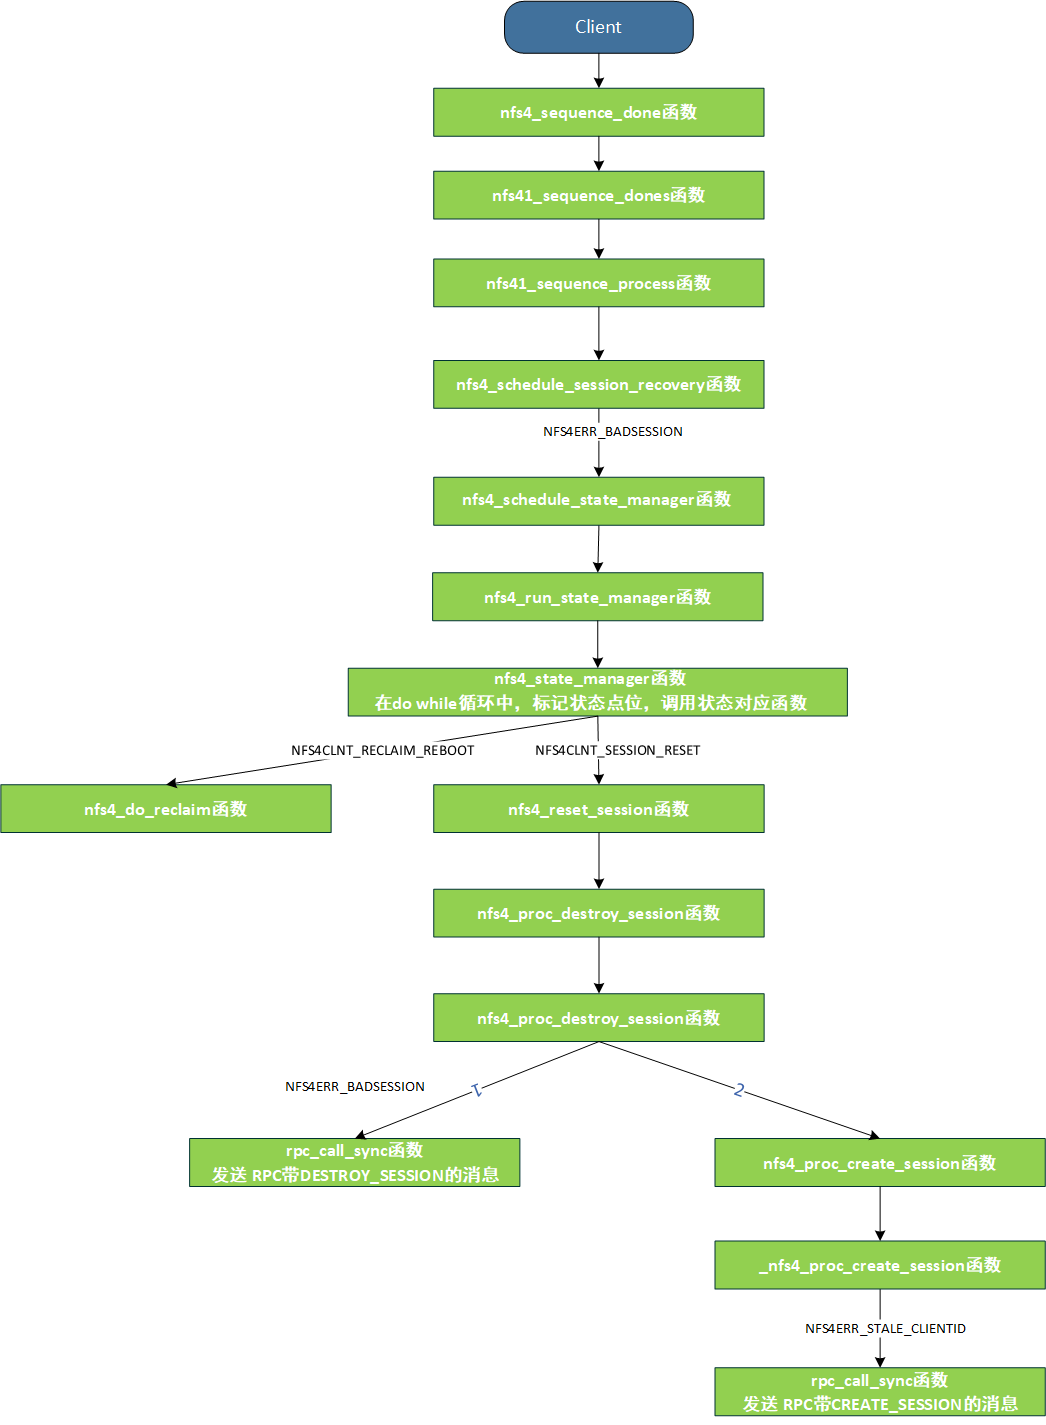 Client
nfs4_sequence_done函数
nfs41_sequence_dones函数
nfs41_sequence_process函数
nfs4_schedule_session_recovery函数
NFS4ERR_BADSESSION
nfs4_schedule_state_manager函数
nfs4_run_state_manager函数
nfs4_state_manager函数
在do while循环中，标记状态点位，调用状态对应函数
NFS4CLNT_RECLAIM_REBOOT
NFS4CLNT_SESSION_RESET
nfs4_do_reclaim函数
nfs4_reset_session函数
nfs4_proc_destroy_session函数
nfs4_proc_destroy_session函数
NFS4ERR_BADSESSION
1
2
rpc_call_sync函数
发送 RPC带DESTROY_SESSION的消息
nfs4_proc_create_session函数
_nfs4_proc_create_session函数
NFS4ERR_STALE_CLIENTID
rpc_call_sync函数
发送 RPC带CREATE_SESSION的消息